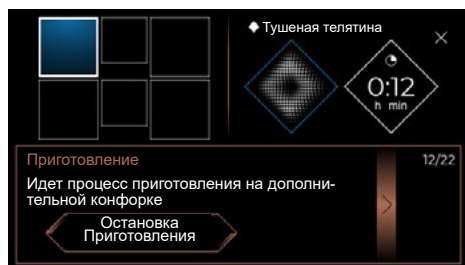 Тушеная телятина
0:12
h min
Приготовление
12/22
Идет процесс приготовления на дополни-
тельной конфорке
Остановка
Приготовления